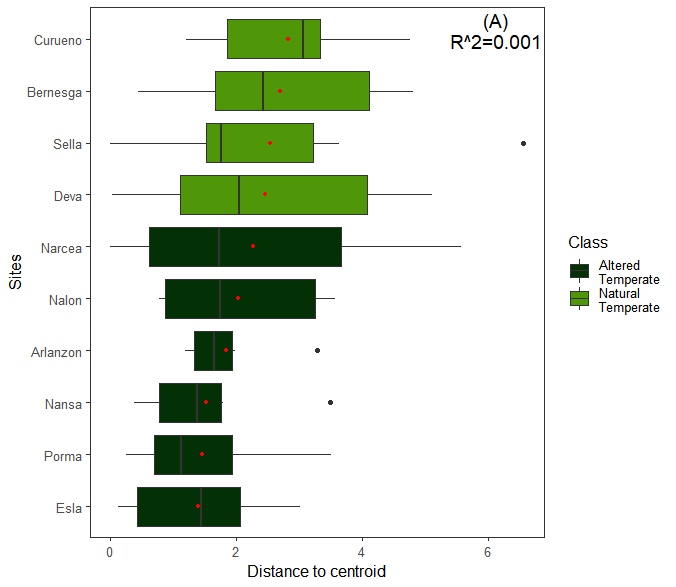 (A)
R^2=0.001
Curueno
Bernesga
Sella
Deva
Narcea
Nalon
Arlanzon
Nansa
Porma
Esla
Sites
0 2 4 6
Distance to centroid
Class
Altered
Temperate
Natural
Temperate